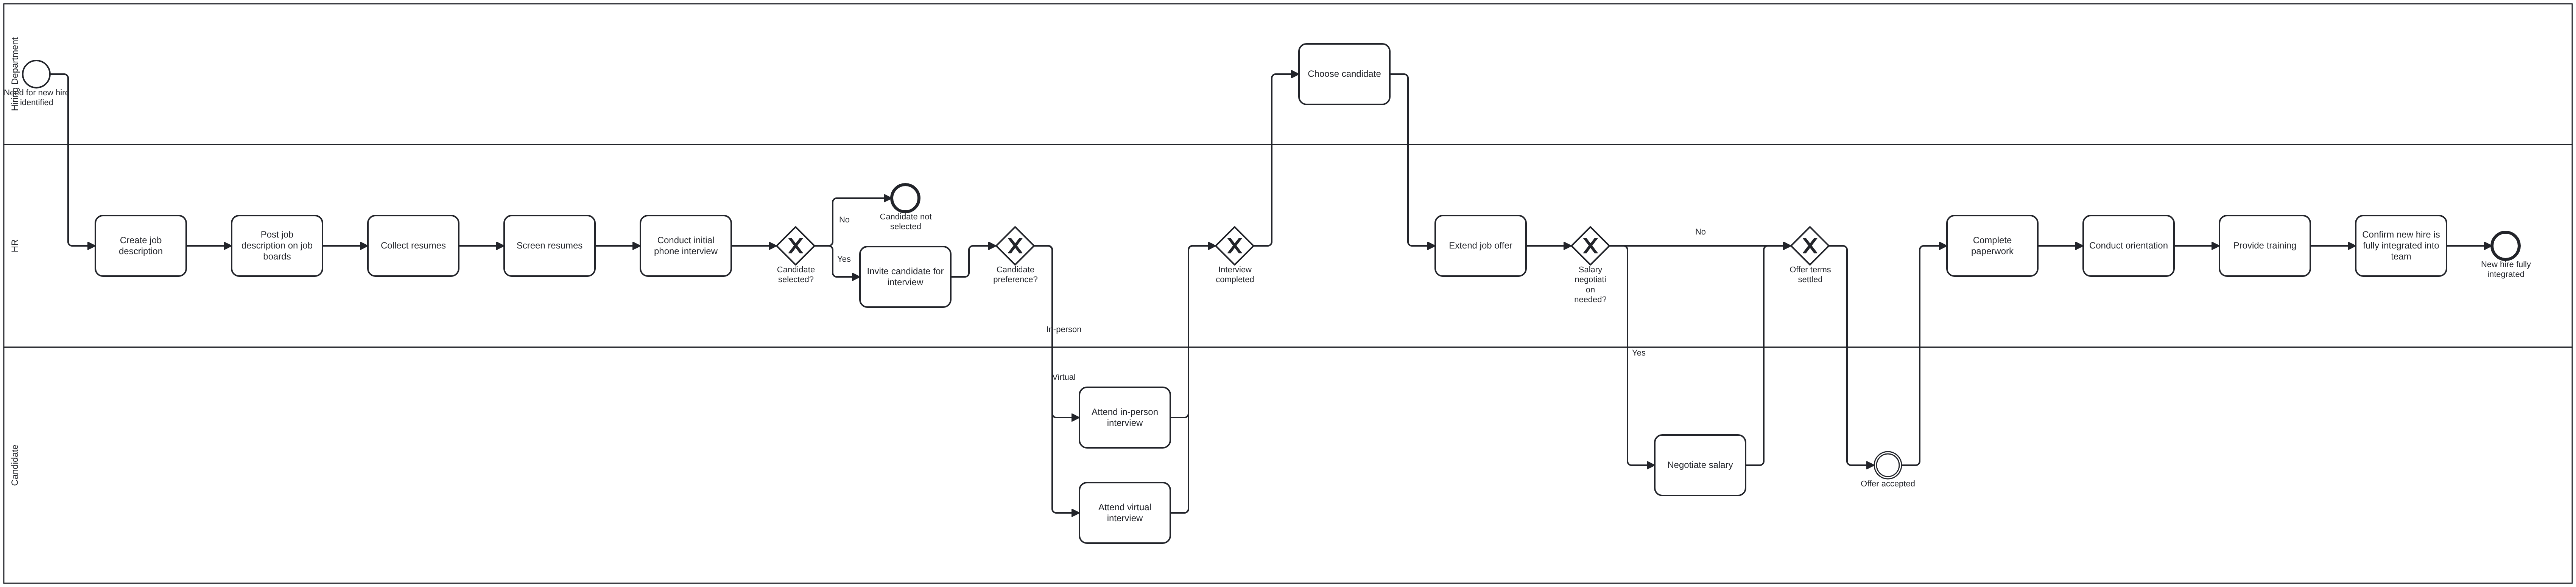 Hiring Department
Need for new hire
identified
Choose candidate
HR
Create job
description
Post job
description on job
boards
Collect resumes
Screen resumes
Conduct initial
phone interview
Candidate
selected?
No
Yes
Candidate not
selected
Invite candidate for
interview
Candidate
preference?
In-person
Virtual
Interview
completed
Extend job offer
Salary
negotiati
on
needed?
No
Yes
Offer terms
settled
Complete
paperwork
Conduct orientation
Provide training
Confirm new hire is
fully integrated into
team
New hire fully
integrated
Candidate
Attend in-person
interview
Attend virtual
interview
Negotiate salary
Offer accepted